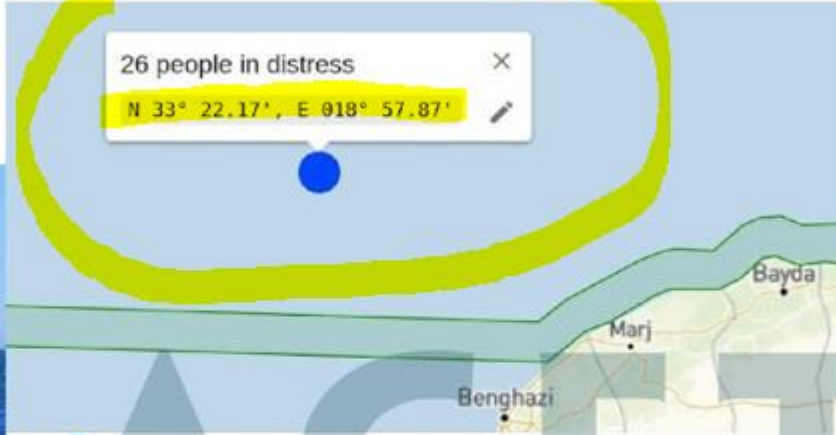 26 people in distress
N 33° 22.17', E 018° 57.87'
Bayda
Marj
Benghazi